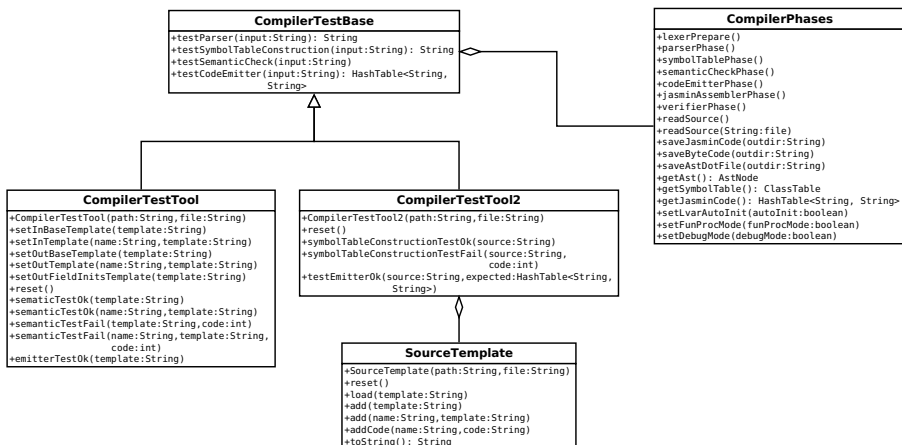 CompilerTestBase
+testParser(input:String): String
+testSymbolTableConstruction(input:String): String
+testSemanticCheck(input:String)
+testCodeEmitter(input:String): HashTable<String,
String>
CompilerPhases
+lexerPrepare()
+parserPhase()
+symbolTablePhase()
+semanticCheckPhase()
+codeEmitterPhase()
+jasminAssemblerPhase()
+verifierPhase()
+readSource()
+readSource(String:file)
+saveJasminCode(outdir:String)
+saveByteCode(outdir:String)
+saveAstDotFile(outdir:String)
+getAst(): AstNode
+getSymbolTable(): ClassTable
+getJasminCode(): HashTable<String, String>
+setLvarAutoInit(autoInit:boolean)
+setFunProcMode(funProcMode:boolean)
+setDebugMode(debugMode:boolean)
CompilerTestTool
+CompilerTestTool(path:String,file:String)
+setInBaseTemplate(template:String)
+setInTemplate(name:String,template:String)
+setOutBaseTemplate(template:String)
+setOutTemplate(name:String,template:String)
+setOutFieldInitsTemplate(template:String)
+reset()
+sematicTestOk(template:String)
+semanticTestOk(name:String,template:String)
+semanticTestFail(template:String,code:int)
+semanticTestFail(name:String,template:String,
code:int)
+emitterTestOk(template:String)
CompilerTestTool2
+CompilerTestTool2(path:String,file:String)
+reset()
+symbolTableConstructionTestOk(source:String)
+symbolTableConstructionTestFail(source:String,
code:int)
+testEmitterOk(source:String,expected:HashTable<String,
String>)
SourceTemplate
+SourceTemplate(path:String,file:String)
+reset()
+load(template:String)
+add(template:String)
+add(name:String,template:String)
+addCode(name:String,code:String)
+toString(): String